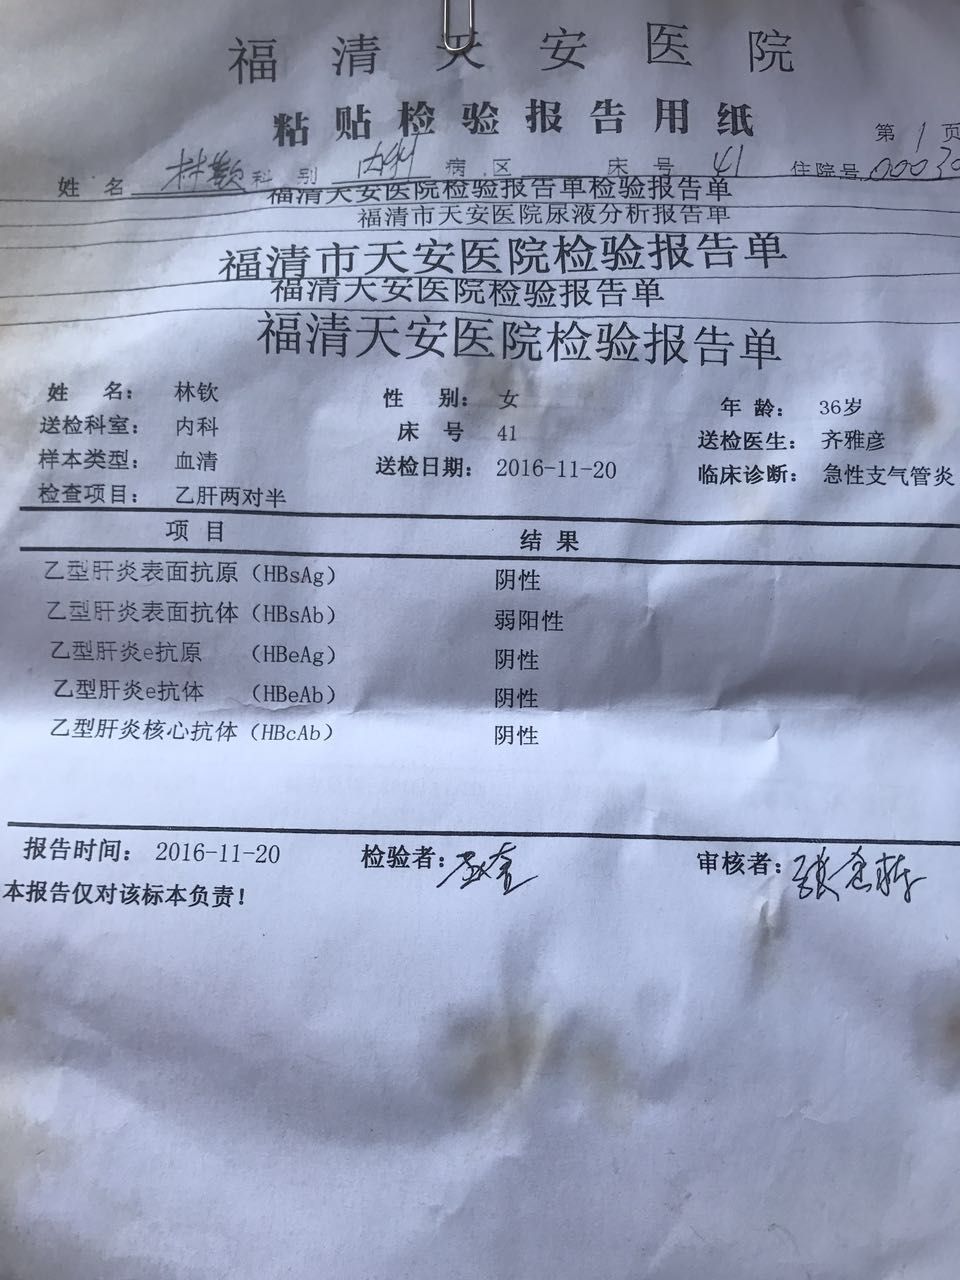 福清天安医院
粘贴检验报告用纸
第1页
姓名 林 科别 内科 病区 床号 41 住院号 00030
福清天安医院检验报告单检验报告单
福清市天安医院尿液分析报告单
福清市天安医院检验报告单
福清天安医院检验报告单
福清天安医院检验报告单
姓 名: 林钦 性 别: 女 年 龄: 36岁
送检科室: 内科 床 号 41 送检医生: 齐雅彦
样本类型: 血清 送检日期: 2016-11-20 临床诊断: 急性支气管炎
检查项目: 乙肝两对半
项 目 结 果
乙型肝炎表面抗原 (HBsAg) 阴性
乙型肝炎表面抗体 (HBsAb) 弱阳性
乙型肝炎e抗原 (HBeAg) 阴性
乙型肝炎e抗体 (HBeAb) 阴性
乙型肝炎核心抗体 (HBcAb) 阴性
报告时间: 2016-11-20 检验者: 审核者:
本报告仅对该标本负责!